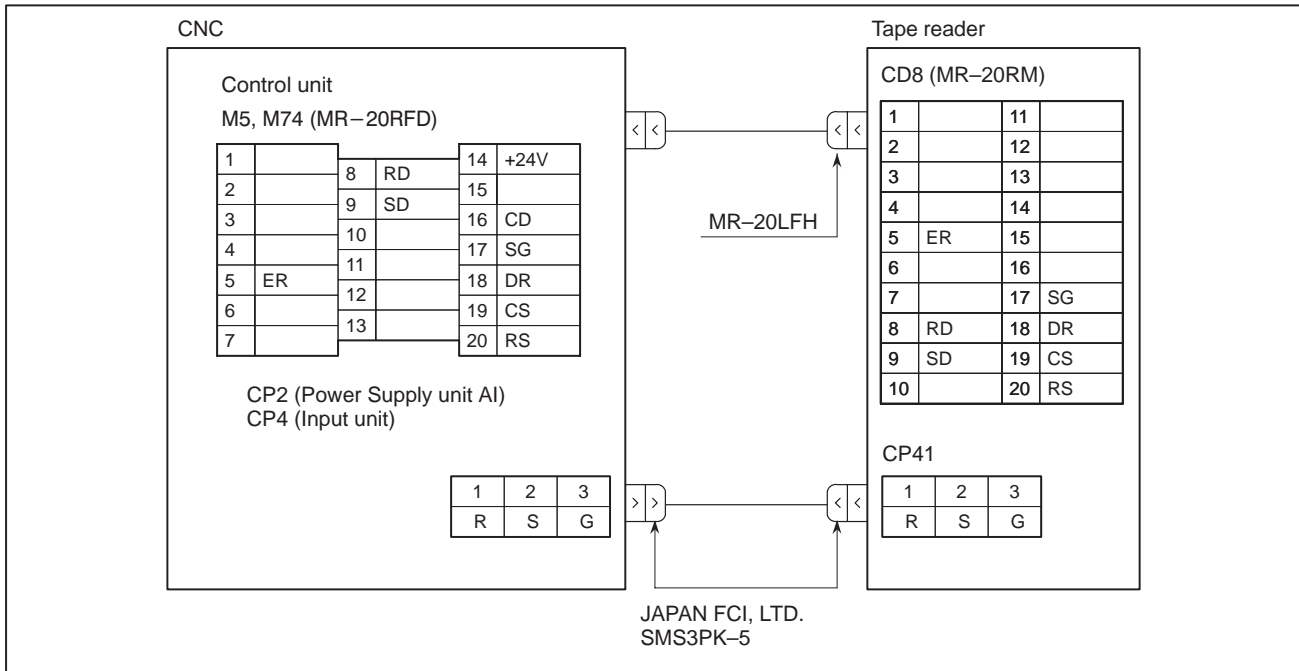 CNC
Tape reader
Control unit
M5, M74 (MR−20RFD)
1
2
3
4
5 ER
6
7
8 RD
9 SD
10
11
12
13
14 +24V
15
16 CD
17 SG
18 DR
19 CS
20 RS
CP2 (Power Supply unit AI)
CP4 (Input unit)
1 2 3
R S G
MR–20LFH
CD8 (MR–20RM)
1 11
2 12
3 13
4 14
5 ER 15
6 16
7 17 SG
8 RD 18 DR
9 SD 19 CS
10 20 RS
CP41
1 2 3
R S G
JAPAN FCI, LTD.
SMS3PK–5